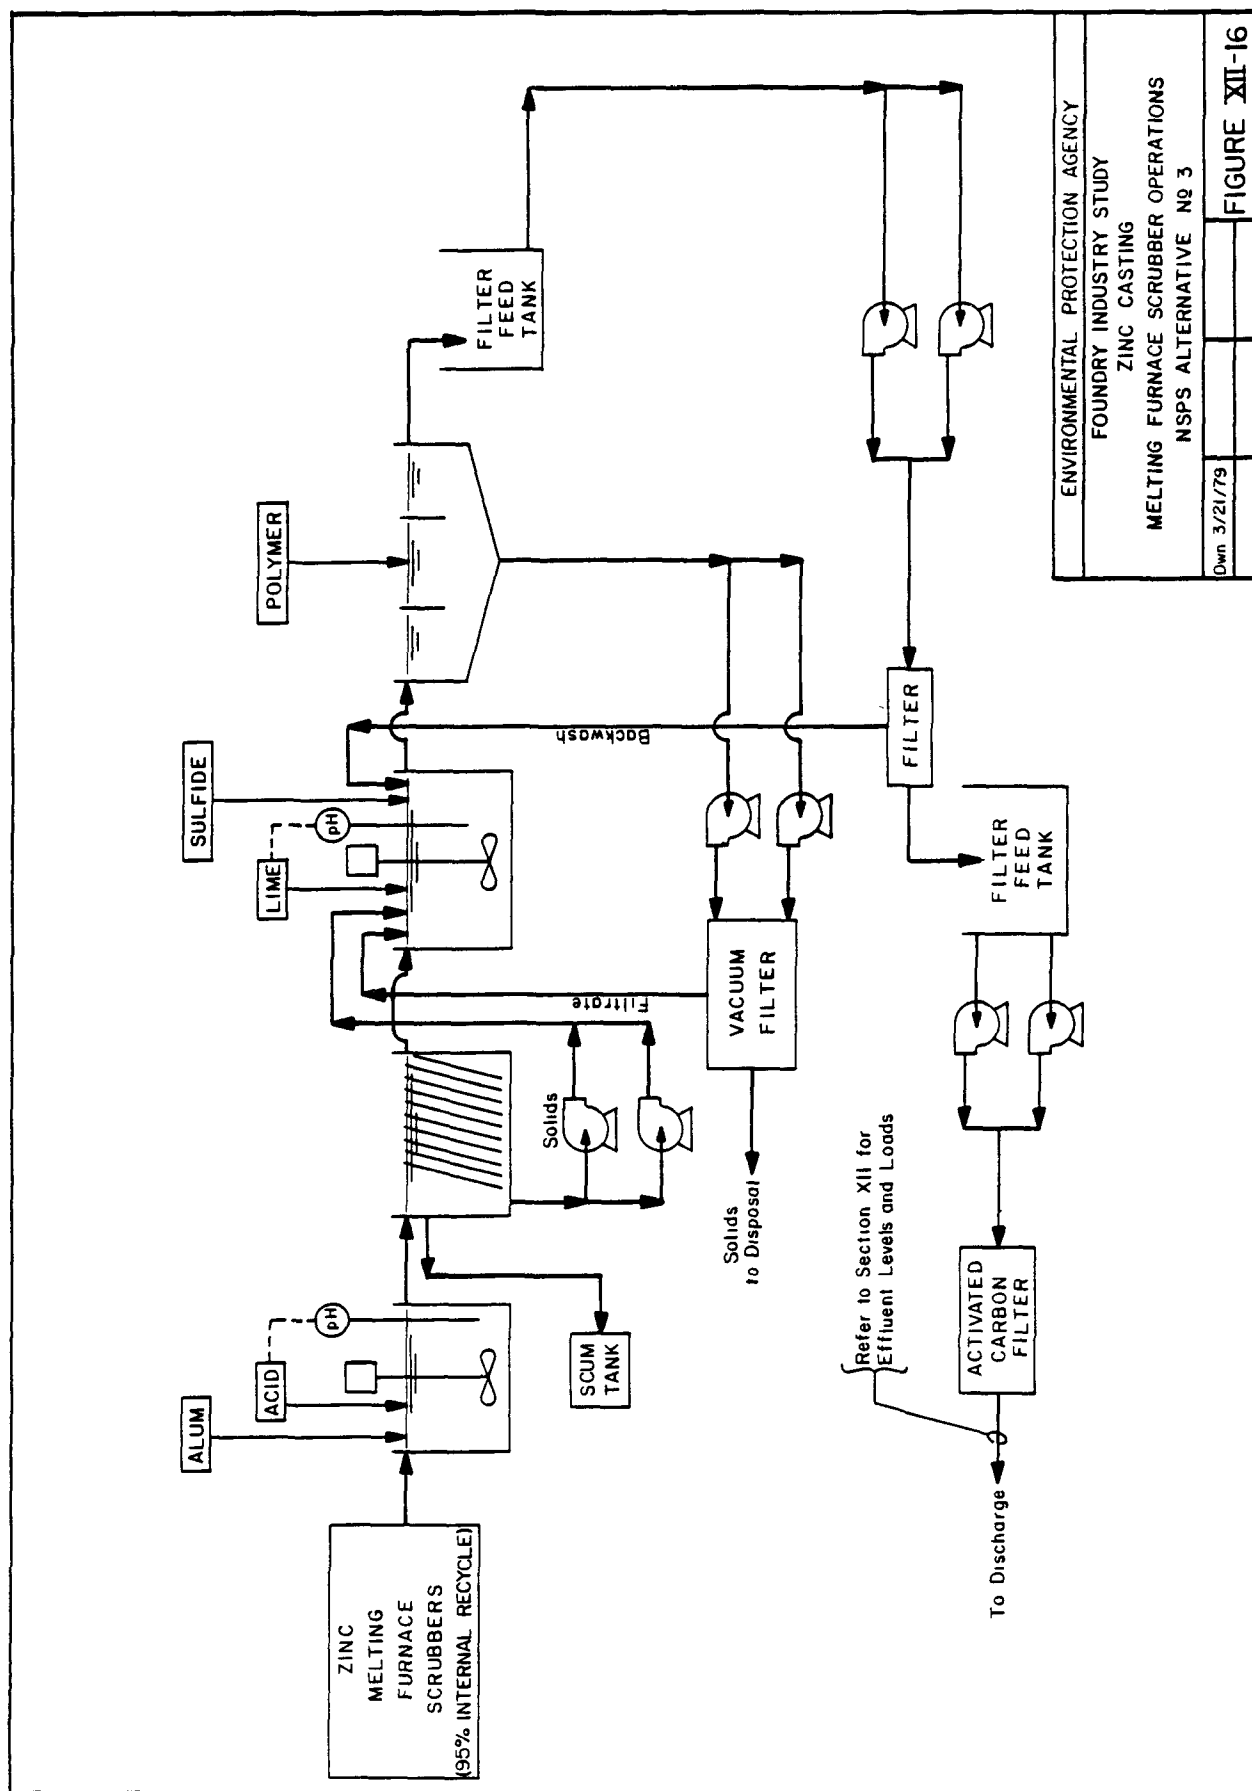 ZINC
MELTING
FURNACE
SCRUBBERS
(95% INTERNAL RECYCLE)
ALUM
ACID
pH
SCUM
TANK
Solids
Filtrate
LIME
pH
SULFIDE
Backwash
POLYMER
FILTER
FEED
TANK
VACUUM
FILTER
Solids
to Disposal
FILTER
FILTER
FEED
TANK
ACTIVATED
CARBON
FILTER
Refer to Section XII for
Effluent Levels and Loads
To Discharge
ENVIRONMENTAL PROTECTION AGENCY
FOUNDRY INDUSTRY STUDY
ZINC CASTING
MELTING FURNACE SCRUBBER OPERATIONS
NSPS ALTERNATIVE Nº 3
Dwn 3/21/79
FIGURE XII-16